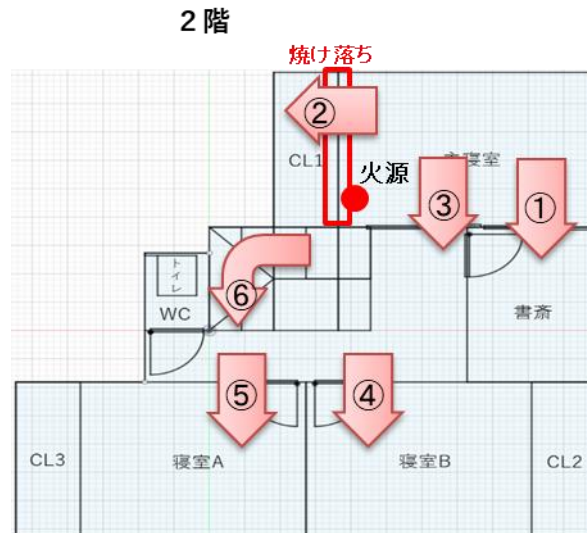 2階
焼け落ち
②
CL1
主寝室
火源
③
①
トイレ
⑥
WC
書斎
⑤
④
CL3
寝室A
寝室B
CL2